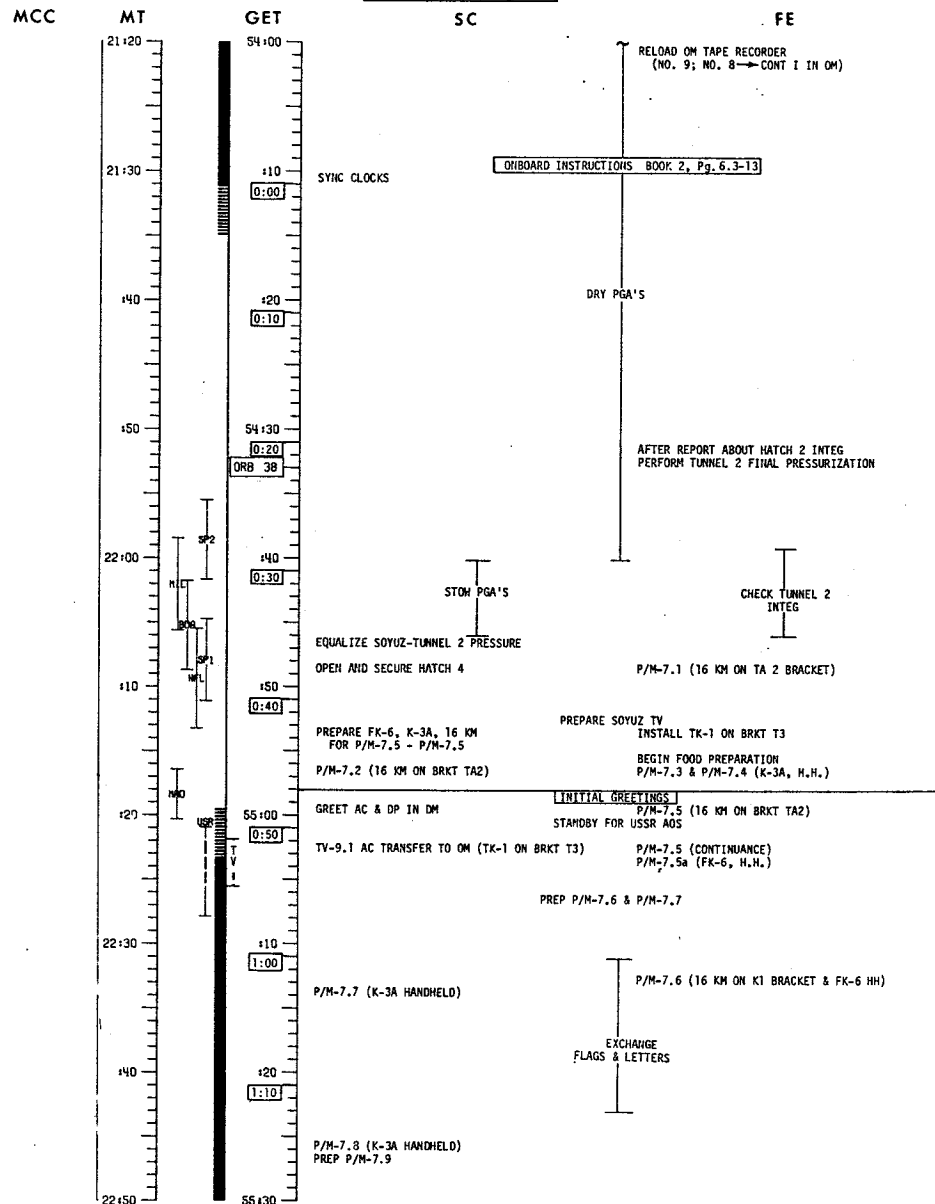 MCC MT GET SC FE
21:20 54:00
RELOAD OM TAPE RECORDER
(NO. 9; NO. 8→CONT I IN OM)
ONBOARD INSTRUCTIONS BOOK 2, Pg. 6.3-13
21:30 :10 SYNC CLOCKS
0:00
DRY PGA'S
:40 :20
0:10
:50 54:30
0:20
AFTER REPORT ABOUT HATCH 2 INTEG
PERFORM TUNNEL 2 FINAL PRESSURIZATION
ORB 38
SP2
22:00 :40
0:30
MIL
STOW PGA'S
CHECK TUNNEL 2
INTEG
BDA
EQUALIZE SOYUZ-TUNNEL 2 PRESSURE
SP1
OPEN AND SECURE HATCH 4 P/M-7.1 (16 KM ON TA 2 BRACKET)
NFL
:10 :50
0:40
PREPARE SOYUZ TV
PREPARE FK-6, K-3A, 16 KM INSTALL TK-1 ON BRKT T3
FOR P/M-7.5 - P/M-7.5
BEGIN FOOD PREPARATION
P/M-7.2 (16 KM ON BRKT TA2) P/M-7.3 & P/M-7.4 (K-3A, H.H.)
MAD
INITIAL GREETINGS
:20 55:00 GREET AC & DP IN DM P/M-7.5 (16 KM ON BRKT TA2)
USR STANDBY FOR USSR AOS
0:50
TV-9.1 AC TRANSFER TO OM (TK-1 ON BRKT T3) P/M-7.5 (CONTINUANCE)
TV P/M-7.5a (FK-6, H.H.)
PREP P/M-7.6 & P/M-7.7
22:30 :10
1:00
P/M-7.6 (16 KM ON K1 BRACKET & FK-6 HH)
P/M-7.7 (K-3A HANDHELD)
EXCHANGE
FLAGS & LETTERS
:40 :20
1:10
P/M-7.8 (K-3A HANDHELD)
PREP P/M-7.9
22:50 55:30